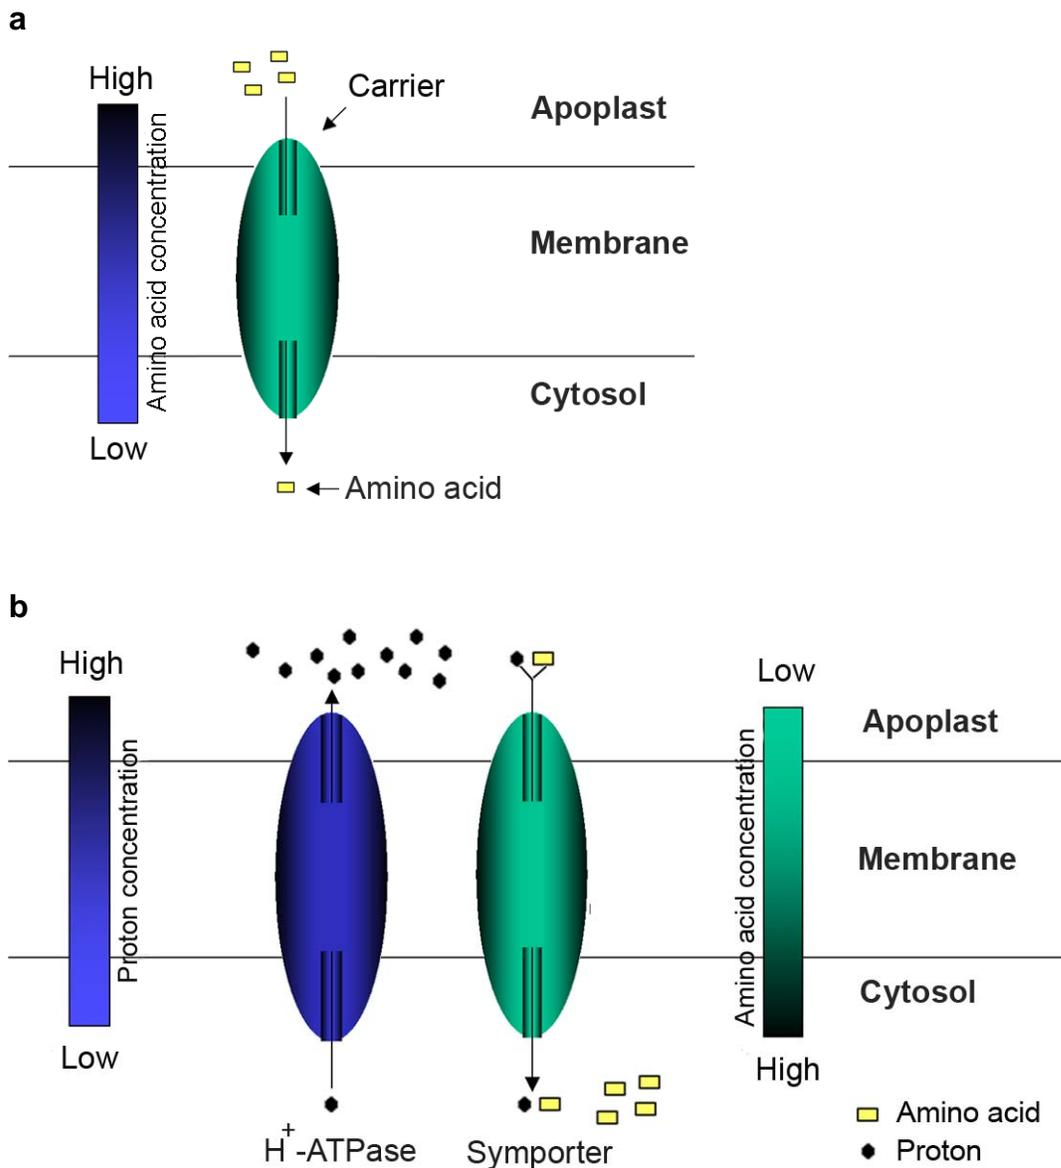 a
High
Carrier
Apoplast
Amino acid concentration
Membrane
Cytosol
Low
Amino acid
b
High
Low
Apoplast
Proton concentration
Amino acid concentration
Membrane
Cytosol
Low
High
H+-ATPase
Symporter
Amino acid
Proton